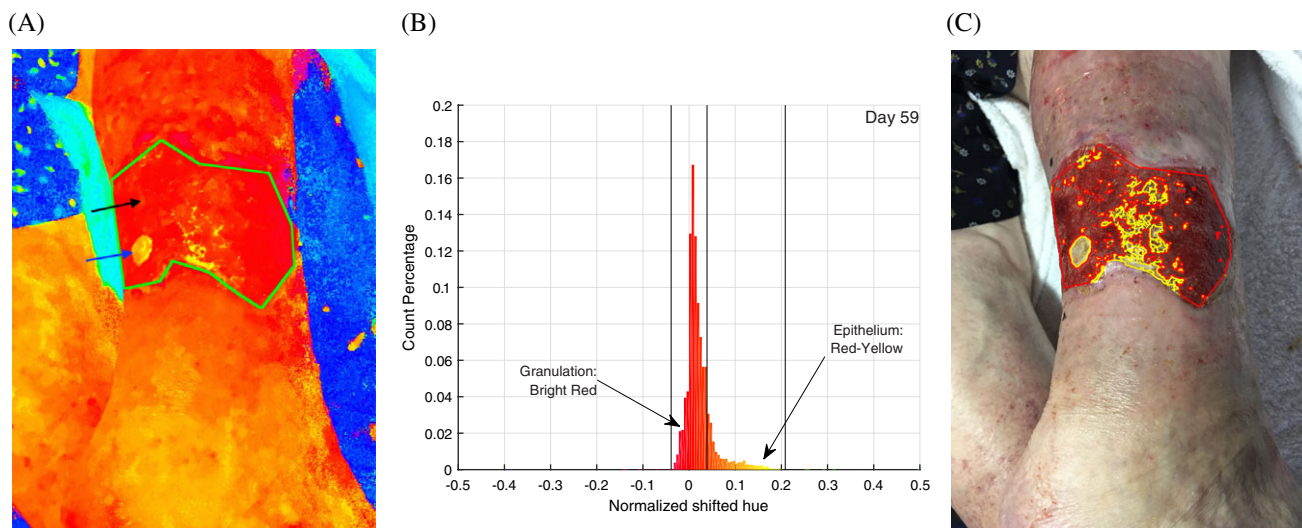 (A)
(B)
(C)
Day 59
0.2
0.18
0.16
0.14
0.12
0.1
0.08
0.06
0.04
0.02
0
Count Percentage
Granulation:
Bright Red
Epithelium:
Red-Yellow
-0.5 -0.4 -0.3 -0.2 -0.1 0 0.1 0.2 0.3 0.4 0.5
Normalized shifted hue